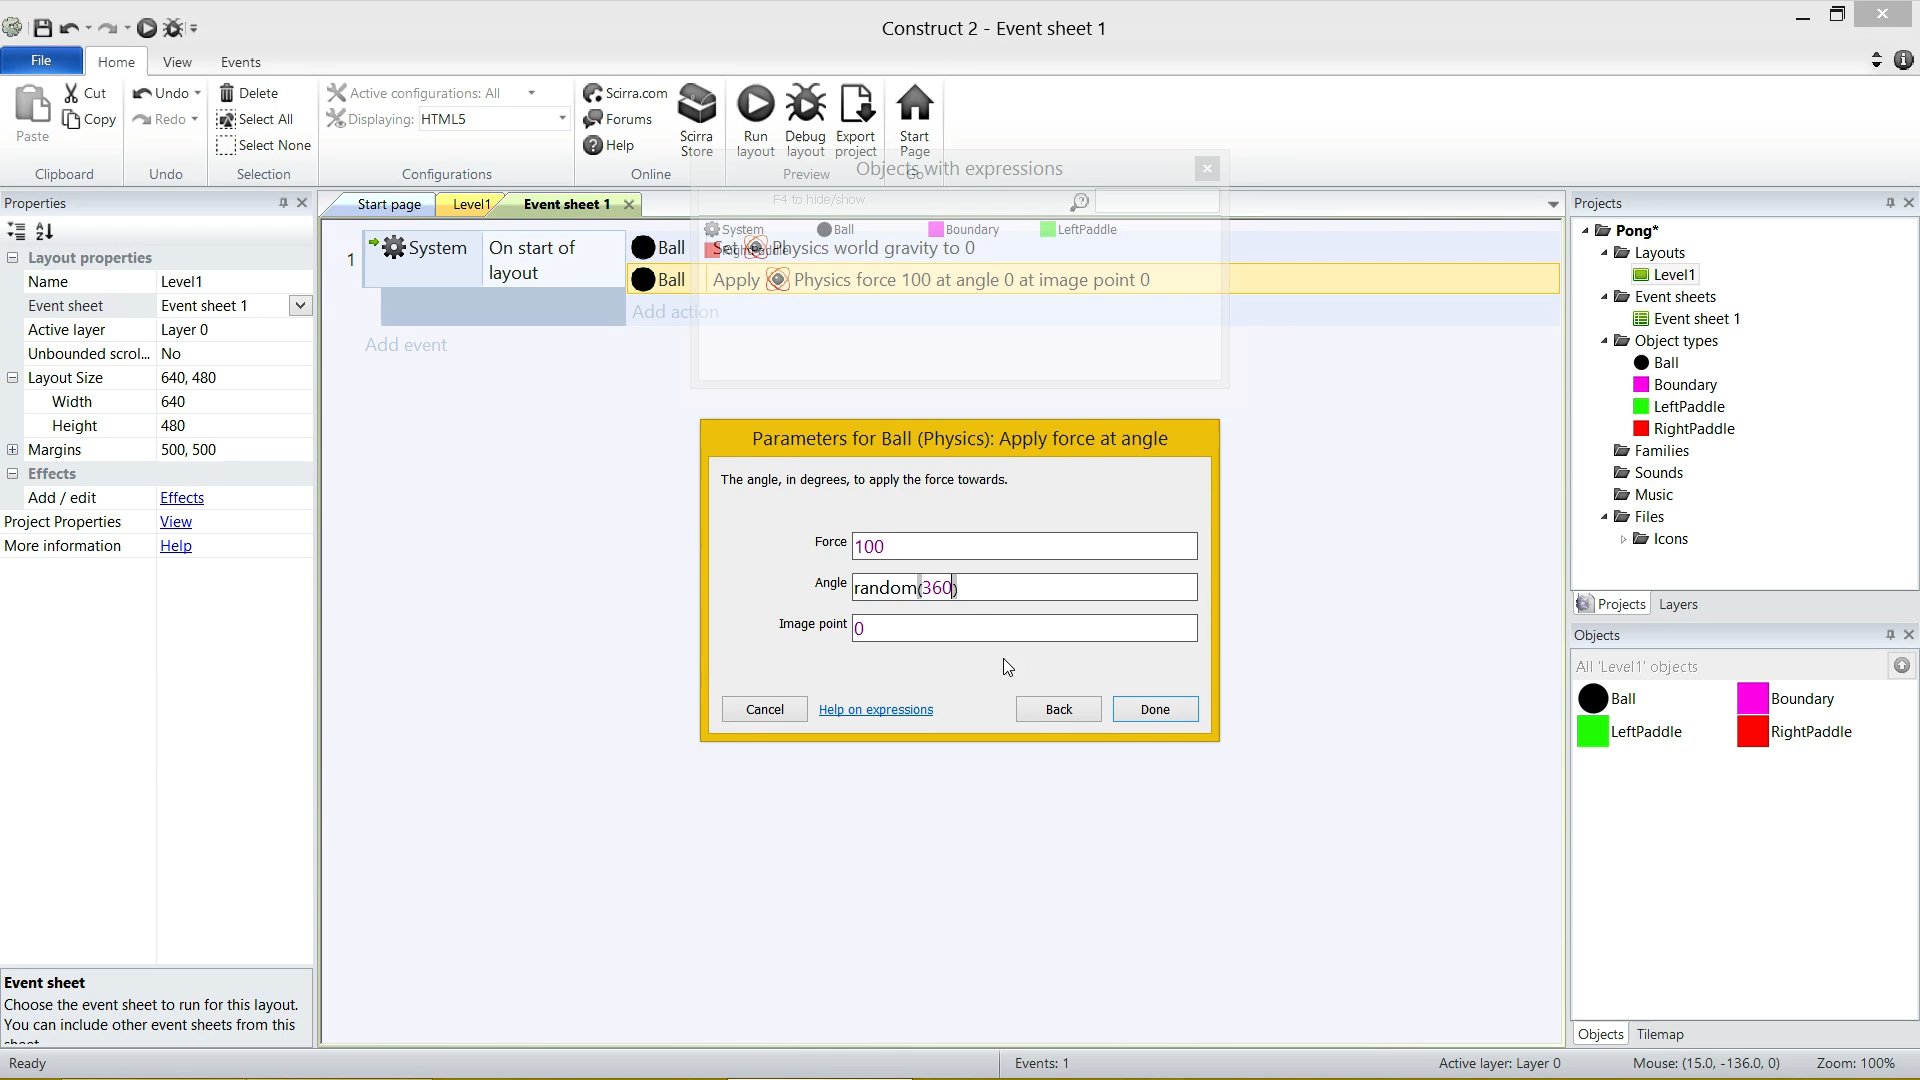 Construct 2 - Event sheet 1
File
Home
View
Events
Paste
Cut
Copy
Clipboard
Undo
Redo
Undo
Delete
Select All
Select None
Selection
Active configurations: All
Displaying: HTML5
Configurations
Scirra.com
Forums
Help
Scirra
Store
Online
Run
layout
Debug
layout
Export
project
Preview
Start
Page
Go
Properties
Layout properties
Name Level1
Event sheet Event sheet 1
Active layer Layer 0
Unbounded scrol... No
Layout Size 640, 480
Width 640
Height 480
Margins 500, 500
Effects
Add / edit Effects
Project Properties View
More information Help
Event sheet
Choose the event sheet to run for this layout.
You can include other event sheets from this
sheet
Start page
Level1
Event sheet 1
1
System
On start of
layout
Ball
Set Physics world gravity to 0
Ball
Apply Physics force 100 at angle 0 at image point 0
Add action
Add event
Objects with expressions
F4 to hide/show
System
Ball
Boundary
LeftPaddle
RightPaddle
Parameters for Ball (Physics): Apply force at angle
The angle, in degrees, to apply the force towards.
Force 100
Angle random(360)
Image point 0
Cancel
Help on expressions
Back
Done
Projects
Pong*
Layouts
Level1
Event sheets
Event sheet 1
Object types
Ball
Boundary
LeftPaddle
RightPaddle
Families
Sounds
Music
Files
Icons
Projects
Layers
Objects
All 'Level1' objects
Ball
Boundary
LeftPaddle
RightPaddle
Objects
Tilemap
Ready
Events: 1
Active layer: Layer 0
Mouse: (15.0, -136.0, 0)
Zoom: 100%